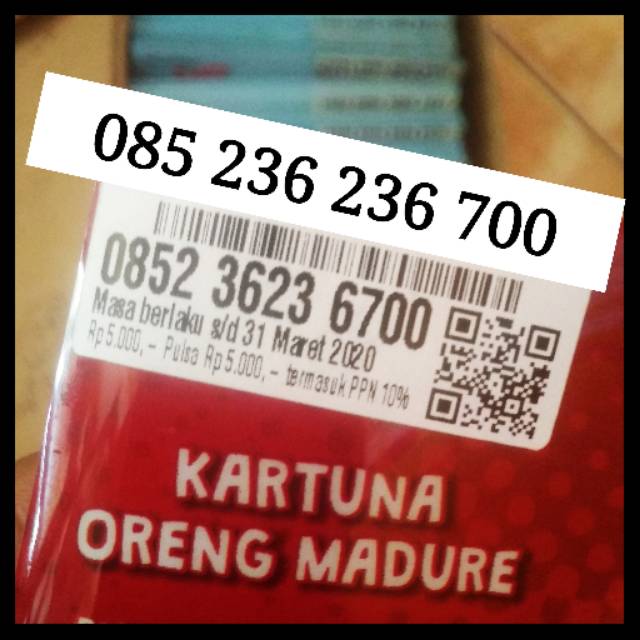 085 236 236 700
0852 3623 6700
Masa berlaku s/d 31 Maret 2020
Rp 5.000,- Pulsa Rp 5.000,- termasuk PPN 10%
KARTUNA
ORENG MADURE